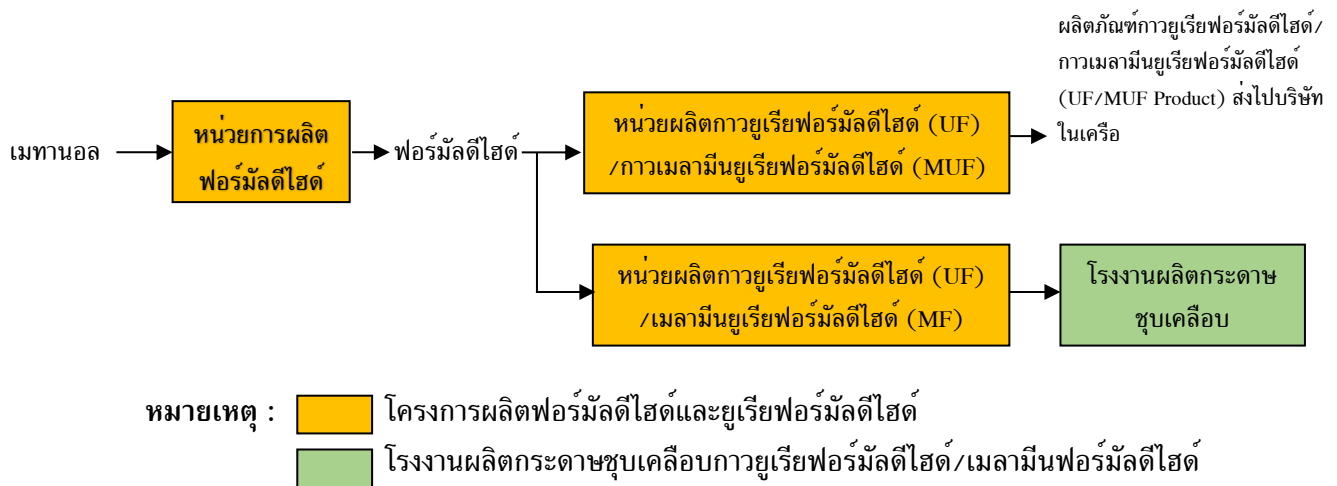 ผลิตภัณฑ์กาวยูเรียฟอร์มัลดีไฮด์/
กาวเมลามีนยูเรียฟอร์มัลดีไฮด์
(UF/MUF Product) ส่งไปบริษัท
ในเครือ
เมทานอล
หน่วยการผลิต
ฟอร์มัลดีไฮด์
ฟอร์มัลดีไฮด์
หน่วยผลิตกาวยูเรียฟอร์มัลดีไฮด์ (UF)
/กาวเมลามีนยูเรียฟอร์มัลดีไฮด์ (MUF)
หน่วยผลิตกาวยูเรียฟอร์มัลดีไฮด์ (UF)
/เมลามีนยูเรียฟอร์มัลดีไฮด์ (MF)
โรงงานผลิตกระดาษ
ชุบเคลือบ
หมายเหตุ : โครงการผลิตฟอร์มัลดีไฮด์และยูเรียฟอร์มัลดีไฮด์
โรงงานผลิตกระดาษชุบเคลือบกาวยูเรียฟอร์มัลดีไฮด์/เมลามีนฟอร์มัลดีไฮด์